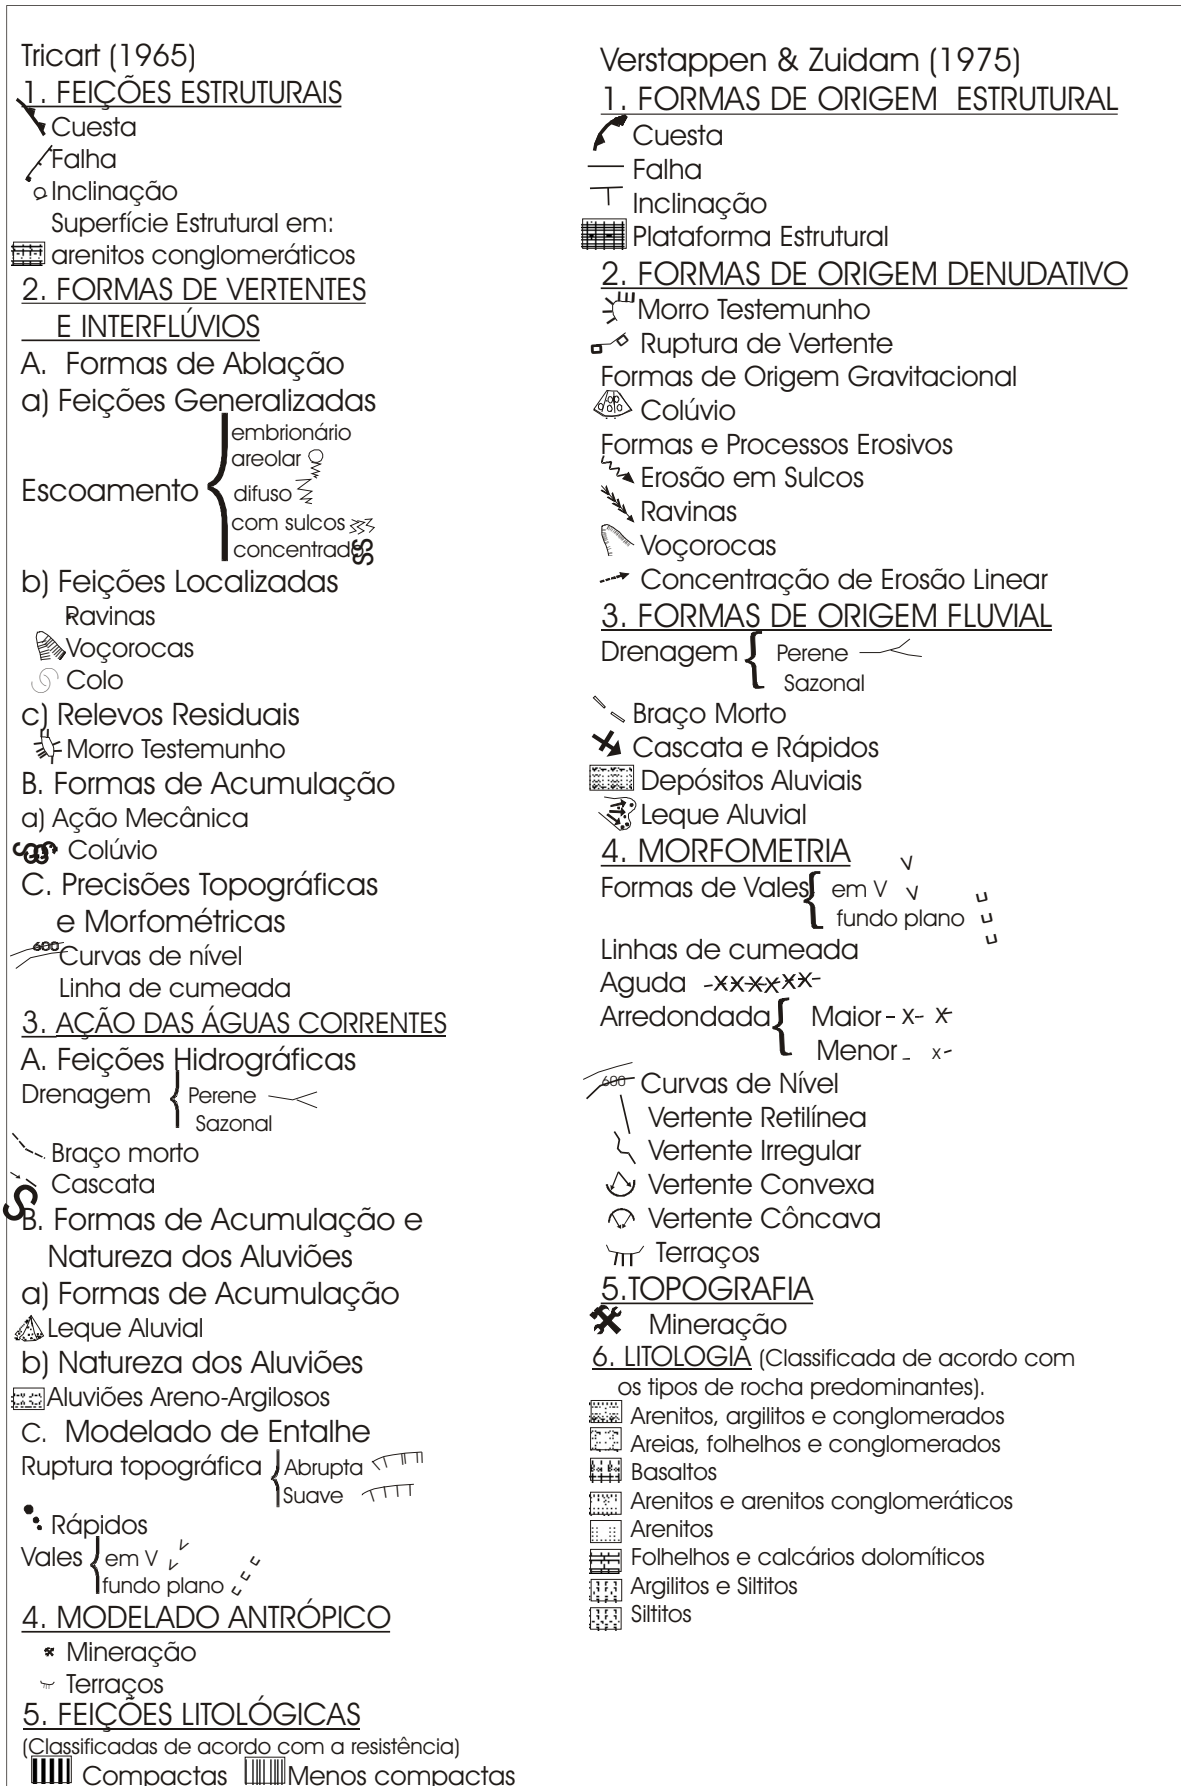 Tricart (1965)
1. FEIÇÕES ESTRUTURAIS
Cuesta
Falha
Inclinação
Superfície Estrutural em:
arenitos conglomeráticos
2. FORMAS DE VERTENTES
E INTERFLÚVIOS
A. Formas de Ablação
a) Feições Generalizadas
Escoamento
embrionário
areolar
difuso
com sulcos
concentrado
b) Feições Localizadas
Ravinas
Voçorocas
Colo
c) Relevos Residuais
Morro Testemunho
B. Formas de Acumulação
a) Ação Mecânica
Colúvio
C. Precisões Topográficas
e Morfométricas
600 Curvas de nível
Linha de cumeada
3. AÇÃO DAS ÁGUAS CORRENTES
A. Feições Hidrográficas
Drenagem
Perene
Sazonal
Braço morto
Cascata
B. Formas de Acumulação e
Natureza dos Aluviões
a) Formas de Acumulação
Leque Aluvial
b) Natureza dos Aluviões
Aluviões Areno-Argilosos
C. Modelado de Entalhe
Ruptura topográfica
Abrupta
Suave
Rápidos
Vales
em V
fundo plano
4. MODELADO ANTRÓPICO
Mineração
Terraços
5. FEIÇÕES LITOLÓGICAS
(Classificadas de acordo com a resistência)
Compactas Menos compactas
Verstappen & Zuidam (1975)
1. FORMAS DE ORIGEM ESTRUTURAL
Cuesta
Falha
Inclinação
Plataforma Estrutural
2. FORMAS DE ORIGEM DENUDATIVO
Morro Testemunho
Ruptura de Vertente
Formas de Origem Gravitacional
Colúvio
Formas e Processos Erosivos
Erosão em Sulcos
Ravinas
Voçorocas
Concentração de Erosão Linear
3. FORMAS DE ORIGEM FLUVIAL
Drenagem
Perene
Sazonal
Braço Morto
Cascata e Rápidos
Depósitos Aluviais
Leque Aluvial
4. MORFOMETRIA
Formas de Vales
em V
fundo plano
Linhas de cumeada
Aguda -xxxxxx-
Arredondada
Maior - x- x-
Menor - x-
600 Curvas de Nível
Vertente Retilínea
Vertente Irregular
Vertente Convexa
Vertente Côncava
Terraços
5.TOPOGRAFIA
Mineração
6. LITOLOGIA (Classificada de acordo com
os tipos de rocha predominantes).
Arenitos, argilitos e conglomerados
Areias, folhelhos e conglomerados
Basaltos
Arenitos e arenitos conglomeráticos
Arenitos
Folhelhos e calcários dolomíticos
Argilitos e Siltitos
Siltitos